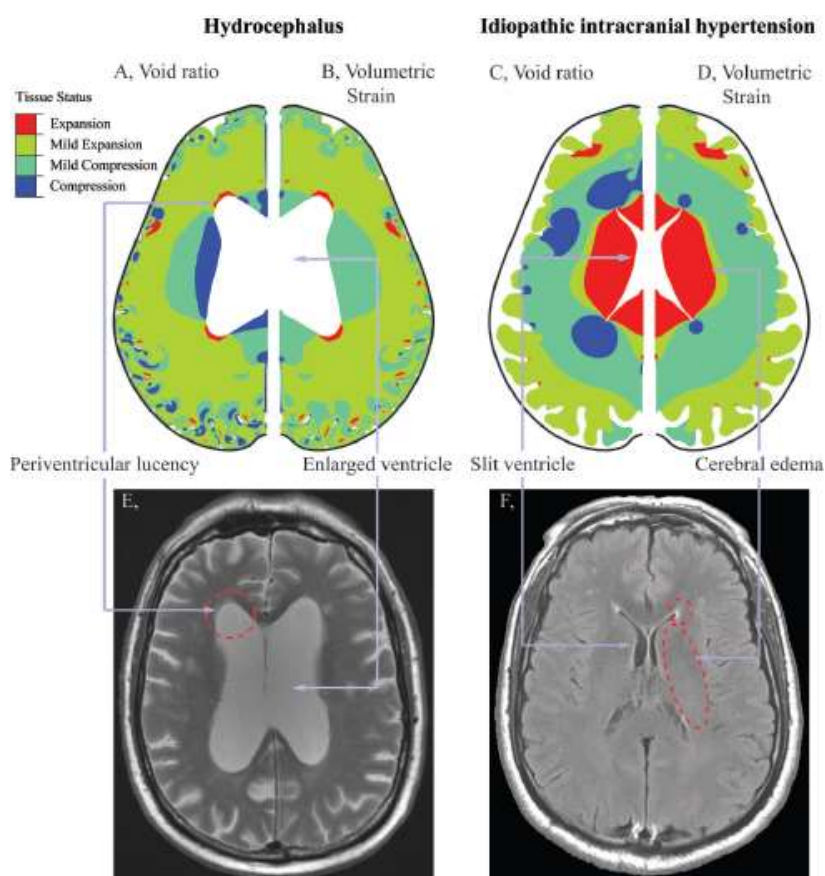 Hydrocephalus
Idiopathic intracranial hypertension
A, Void ratio
B, Volumetric
Strain
C, Void ratio
D, Volumetric
Strain
Tissue Status
Expansion
Mild Expansion
Mild Compression
Compression
Periventricular lucency
Enlarged ventricle
Slit ventricle
Cerebral edema
E,
F,